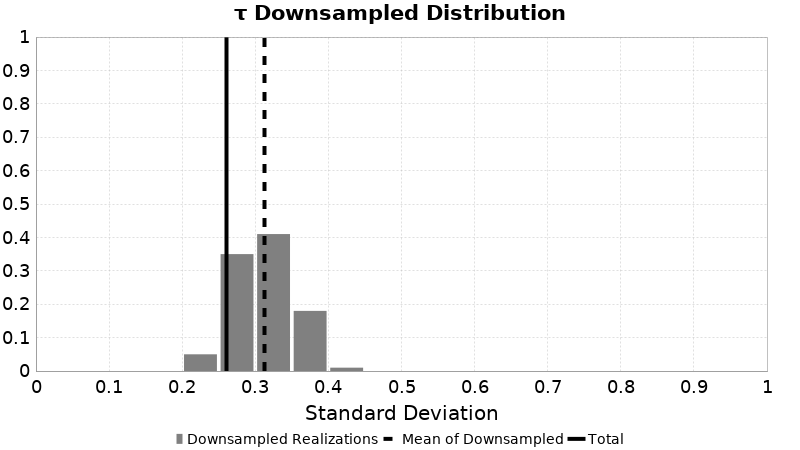 τ Downsampled Distribution
1
0.9
0.8
0.7
0.6
0.5
0.4
0.3
0.2
0.1
0
0 0.1 0.2 0.3 0.4 0.5 0.6 0.7 0.8 0.9 1
Standard Deviation
Downsampled Realizations Mean of Downsampled Total